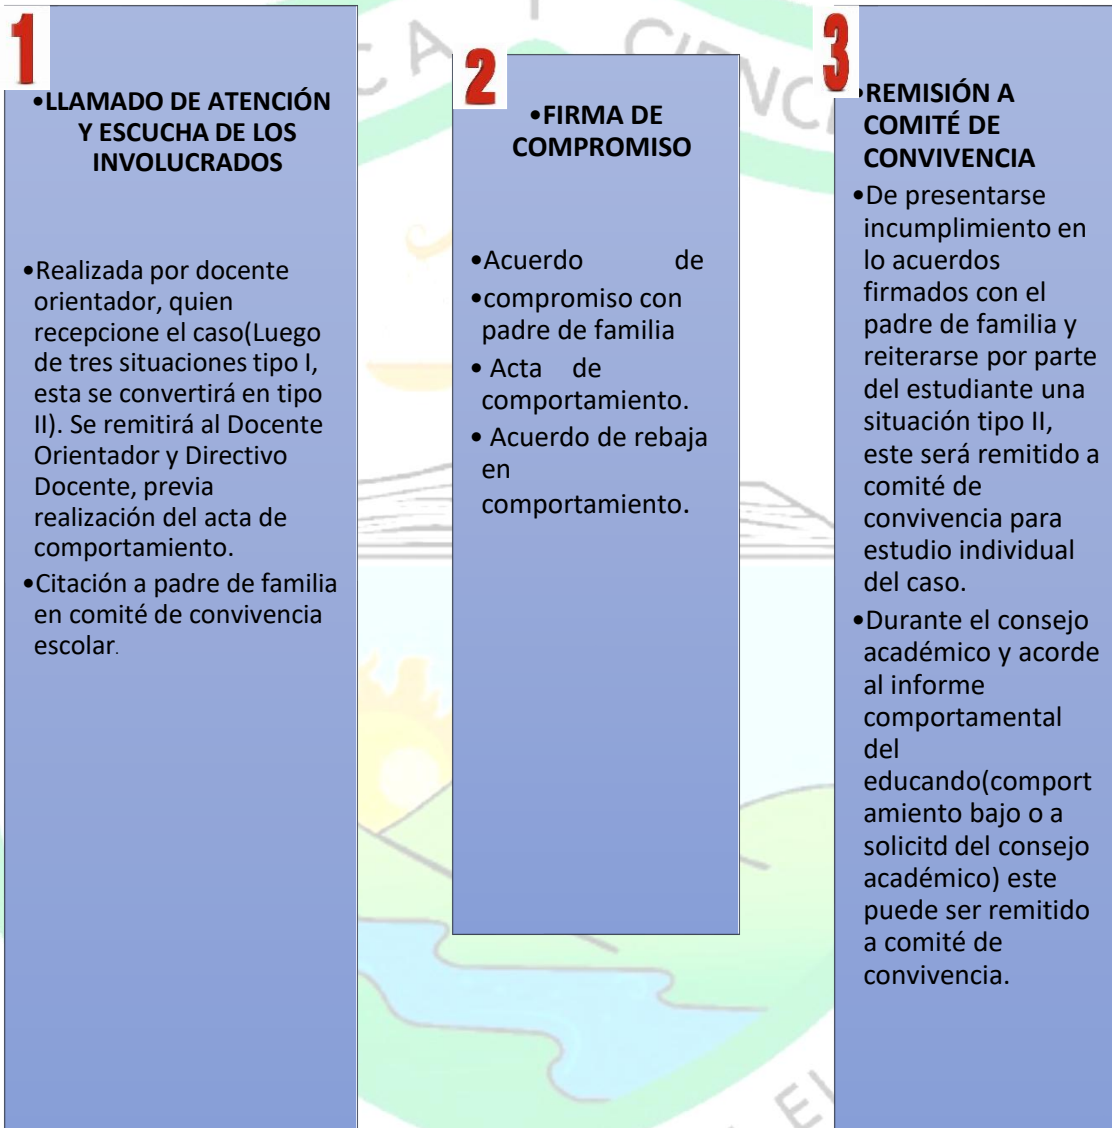 1
•LLAMADO DE ATENCIÓN
Y ESCUCHA DE LOS
INVOLUCRADOS
•Realizada por docente
orientador, quien
recepcione el caso(Luego
de tres situaciones tipo I,
esta se convertirá en tipo
II). Se remitirá al Docente
Orientador y Directivo
Docente, previa
realización del acta de
comportamiento.
•Citación a padre de familia
en comité de convivencia
escolar.
2
•FIRMA DE
COMPROMISO
•Acuerdo de
•compromiso con
padre de familia
• Acta de
comportamiento.
• Acuerdo de rebaja
en
comportamiento.
3
•REMISIÓN A
COMITÉ DE
CONVIVENCIA
•De presentarse
incumplimiento en
lo acuerdos
firmados con el
padre de familia y
reiterarse por parte
del estudiante una
situación tipo II,
este será remitido a
comité de
convivencia para
estudio individual
del caso.
•Durante el consejo
académico y acorde
al informe
comportamental
del
educando(comport
amiento bajo o a
solicitd del consejo
académico) este
puede ser remitido
a comité de
convivencia.